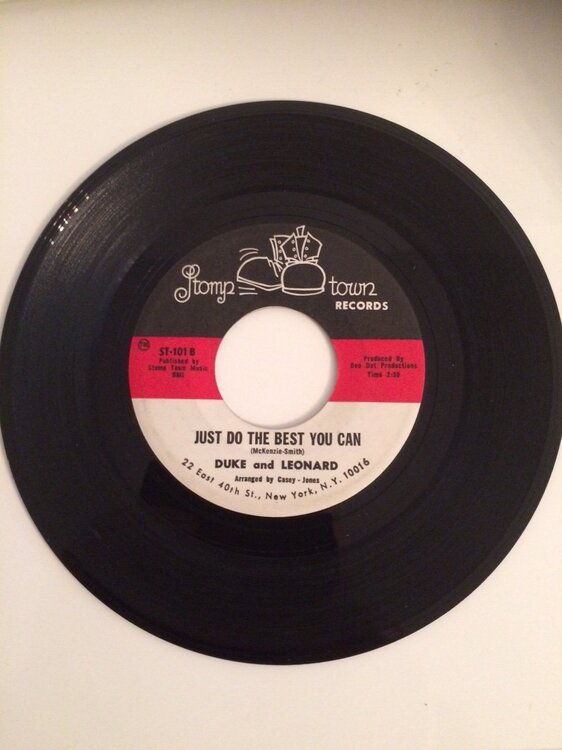 Stomp town
RECORDS
ST-101 B
Published by
Stomp Town Music
BMI
Produced By
Dee Dat Productions
Time 2:50
JUST DO THE BEST YOU CAN
(McKenzie-Smith)
DUKE and LEONARD
Arranged by Casey - Jones
22 East 40th St., New York, N.Y. 10016